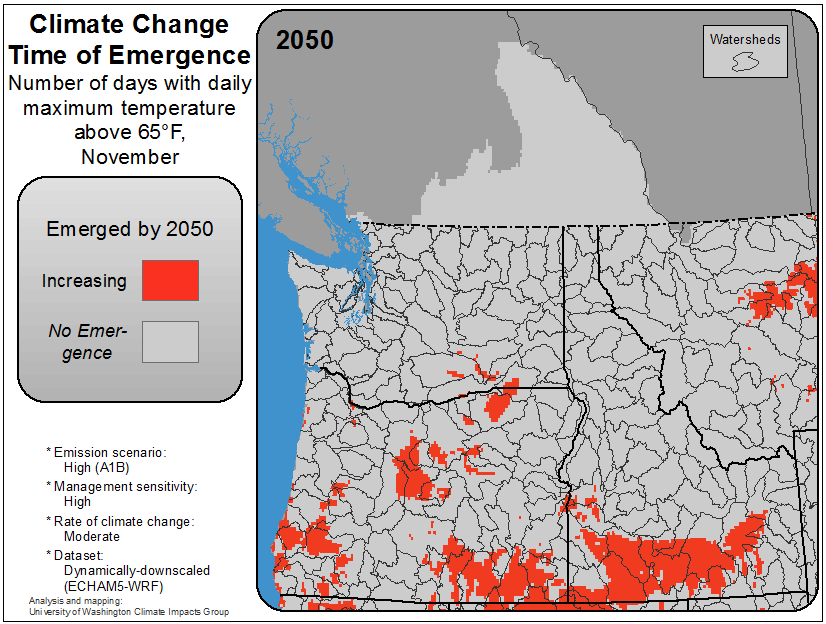 Climate Change
Time of Emergence
Number of days with daily
maximum temperature
above 65°F,
November
Emerged by 2050
Increasing
No Emer-
gence
* Emission scenario:
High (A1B)
* Management sensitivity:
High
* Rate of climate change:
Moderate
* Dataset:
Dynamically-downscaled
(ECHAM5-WRF)
Analysis and mapping:
University of Washington Climate Impacts Group
2050
Watersheds